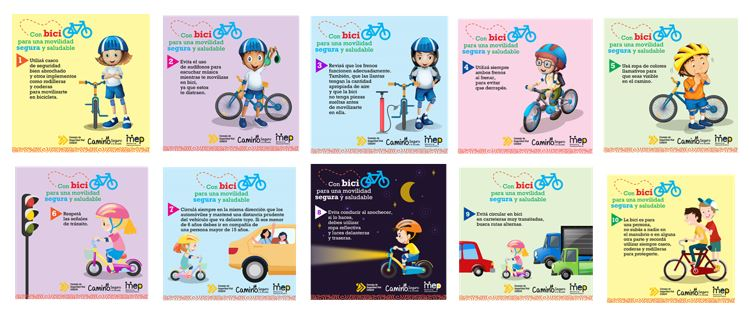 Con bici
para una movilidad
segura y saludable
1
Utilizá casco
de seguridad
bien abrochado
y otros implementos
como rodilleras
y coderas
para movilizarte
en bicicleta.
Camino Seguro
mep
Con bici
para una movilidad
segura y saludable
2
Evita el uso
de audífonos para
escuchar música
mientras te movilizas
en bici,
ya que estos
te distraen.
Camino Seguro
mep
Con bici
para una movilidad
segura y saludable
3
Revisá que los frenos
funcionen adecuadamente.
También, que las llantas
tengan la cantidad
apropiada de aire
y que la bici
no tenga piezas
sueltas antes
de movilizarte
en ella.
Camino Seguro
mep
Con bici
para una movilidad
segura y saludable
4
Utilizá siempre
ambos frenos
al frenar,
para evitar
que derrapés.
Camino Seguro
mep
Con bici
para una movilidad
segura y saludable
5
Usá ropa de colores
llamativos para
que seas visible
en el camino.
Camino Seguro
mep
Con bici
para una movilidad
segura y saludable
6
Respetá
las señales
de tránsito.
Camino Seguro
mep
Con bici
para una movilidad
segura y saludable
7
Circulá siempre en la misma dirección que los
automóviles y mantené una distancia prudente
del vehículo que va delante tuyo. Si sos menor
de 6 años debes ir en compañía de
una persona mayor de 15 años.
Camino Seguro
mep
Con bici
para una movilidad
segura y saludable
8
Evitá conducir al anochecer,
si lo haces,
debes utilizar
ropa reflectiva
y luces delanteras
y traseras.
Camino Seguro
mep
Con bici
para una movilidad
segura y saludable
9
Evitá circular en bici
en carreteras muy transitadas,
busca rutas alternas.
Camino Seguro
mep
Con bici
para una movilidad
segura y saludable
10
La bici es para
una persona,
no subás a nadie en
el manubrio o en alguna
otra parte y recordá
utilizar siempre casco,
coderas y rodilleras
para protegerte.
Camino Seguro
mep